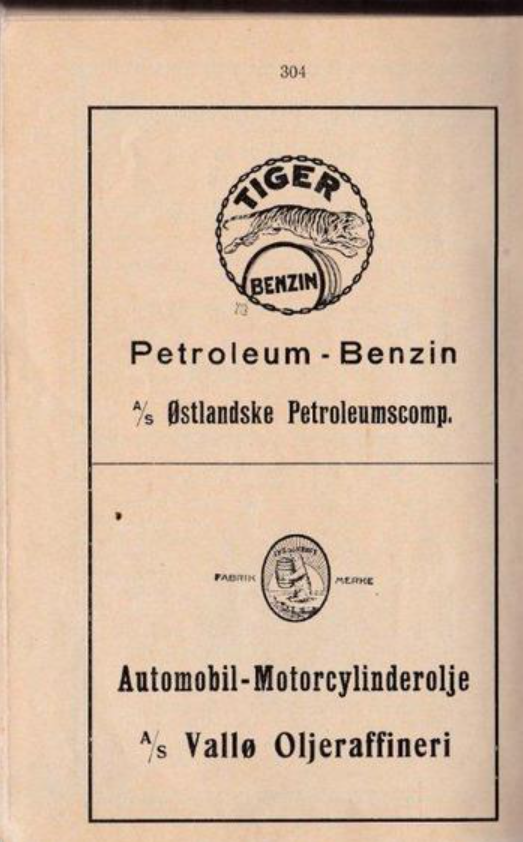 304
TIGER
BENZIN
Petroleum - Benzin
A/S Østlandske Petroleumscomp.
FABRIK MERKE
Automobil-Motorcylinderolje
A/S Vallø Oljeraffineri